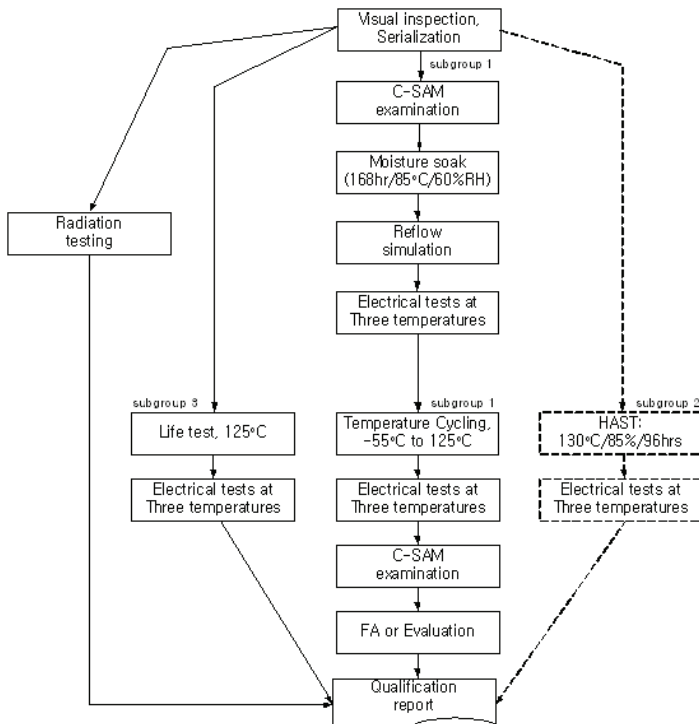 Visual inspection,
Serialization
subgroup 1
C-SAM
examination
Moisture soak
(168hr/85°C/60%RH)
Radiation
testing
Reflow
simulation
Electrical tests at
Three temperatures
subgroup 3
Life test, 125°C
Electrical tests at
Three temperatures
subgroup 1
Temperature Cycling,
-55°C to 125°C
Electrical tests at
Three temperatures
C-SAM
examination
FA or Evaluation
subgroup 2
HAST:
130°C/85%/96hrs
Electrical tests at
Three temperatures
Qualification
report